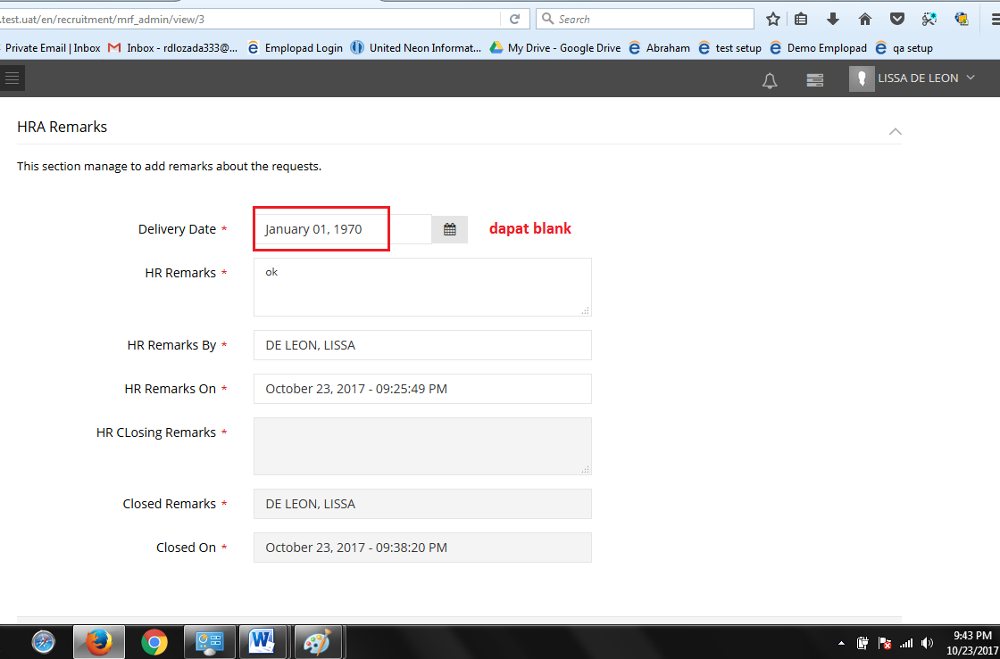 .test.uat/en/recruitment/mrf_admin/view/3
Search
Private Email | Inbox
Inbox - rdlozada333@...
Emplopad Login
United Neon Informat...
My Drive - Google Drive
Abraham
test setup
Demo Emplopad
qa setup
LISSA DE LEON
HRA Remarks
This section manage to add remarks about the requests.
Delivery Date *
January 01, 1970
dapat blank
HR Remarks *
ok
HR Remarks By *
DE LEON, LISSA
HR Remarks On *
October 23, 2017 - 09:25:49 PM
HR CLosing Remarks *
Closed Remarks *
DE LEON, LISSA
Closed On *
October 23, 2017 - 09:38:20 PM
9:43 PM
10/23/2017